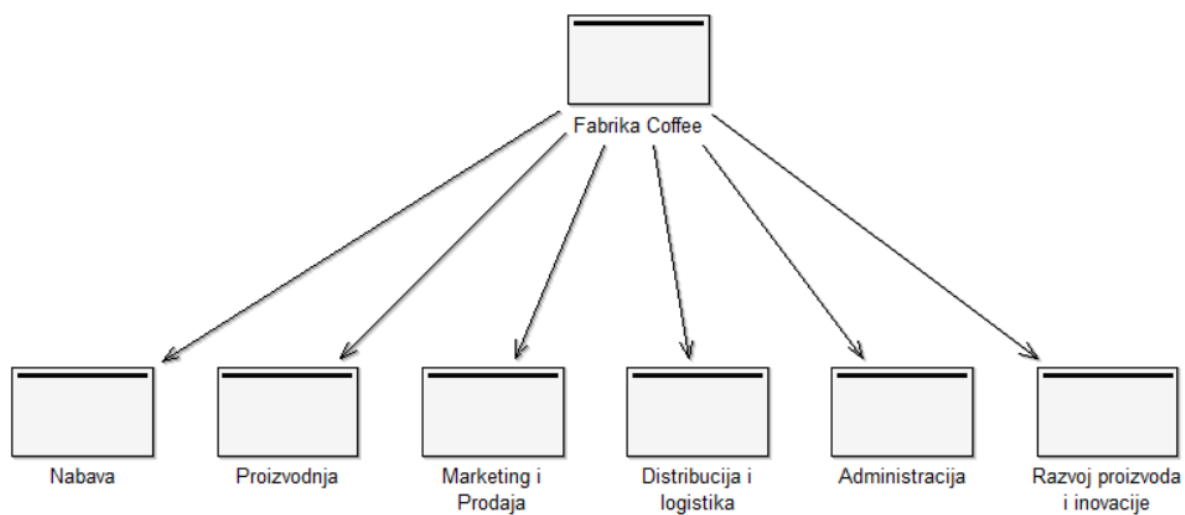 Fabrika Coffee
Nabava
Proizvodnja
Marketing i
Prodaja
Distribucija i
logistika
Administracija
Razvoj proizvoda
i inovacije